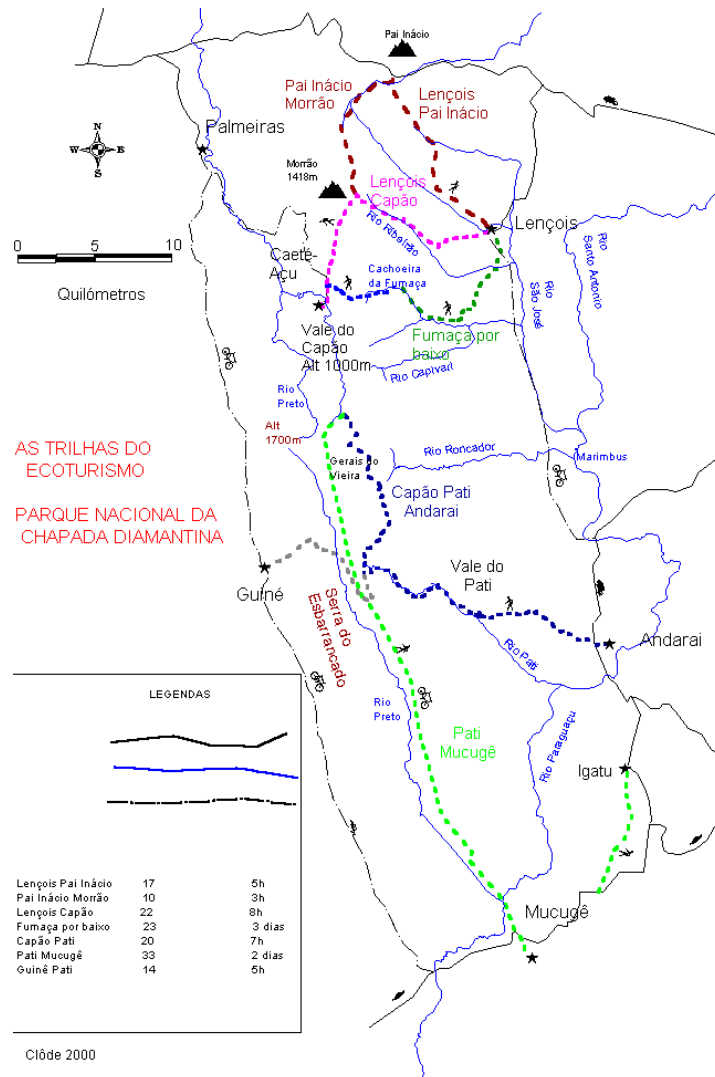 Pai Inácio
Pai Inácio
Morrão
Lençois
Pai Inácio
Palmeiras
N
W E
S
Morrão
1418m
Lençois
Capão
Rio Ribeirão
Lençois
Rio
Santo Antonio
0 5 10
Quilómetros
Caeté-
Açu
Cachoeira
da Fumaça
Rio
São José
Vale do
Capão
Alt 1000m
Fumaça por
baixo
Rio Capivari
Rio
Preto
Alt
1700m
Gerais do
Vieira
Rio Roncador
Marimbus
AS TRILHAS DO
ECOTURISMO
PARQUE NACIONAL DA
CHAPADA DIAMANTINA
Capão Pati
Andarai
Vale do
Pati
Guiné
Serra do
Esbarrancado
Rio Pati
Andarai
Rio
Preto
Pati
Mucugê
Rio Paraguaçu
Igatu
Mucugê
LEGENDAS
Lençois Pai Inácio 17 5h
Pai Inácio Morrão 10 3h
Lençois Capão 22 8h
Fumaça por baixo 23 3 dias
Capão Pati 20 7h
Pati Mucugê 33 2 dias
Guinê Pati 14 5h
Clôde 2000